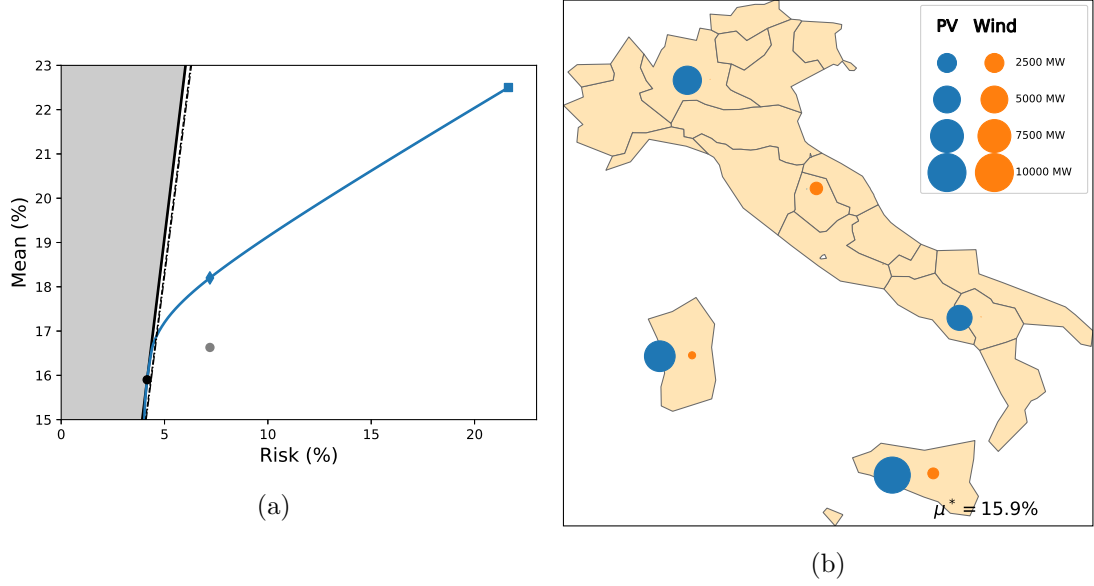 23
22
21
20
19
18
17
16
15
Mean (%)
0 5 10 15 20
Risk (%)
(a)
PV Wind
2500 MW
5000 MW
7500 MW
10000 MW
μ* = 15.9%
(b)